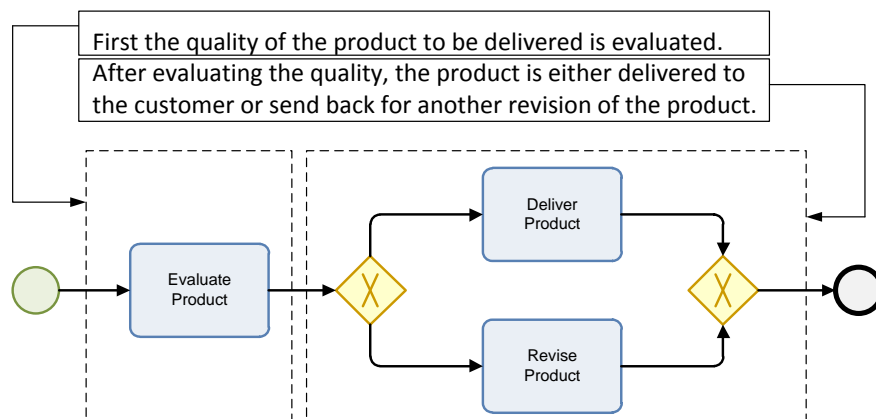 First the quality of the product to be delivered is evaluated.
After evaluating the quality, the product is either delivered to
the customer or send back for another revision of the product.
Deliver
Product
Evaluate
Product
Revise
Product